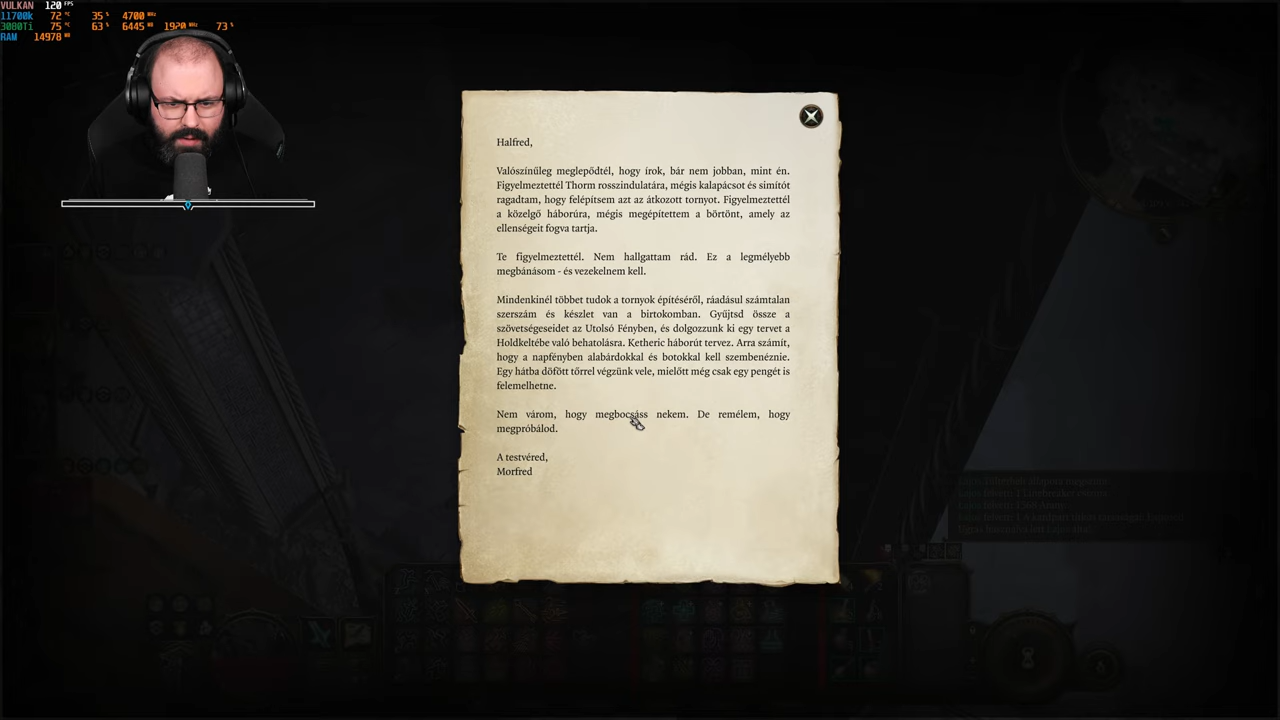 VULKAN 120 FPS
11700k 72 °C 35 % 4700 MHz
3080Ti 75 °C 63 % 6445 MB 1920 MHz 73 %
RAM 14978 MB
Halfred,
Valószínűleg meglepődtél, hogy írok, bár nem jobban, mint én.
Figyelmeztettél Thorm rosszindulatára, mégis kalapácsot és simítót
ragadtam, hogy felépítsem azt az átkozott tornyot. Figyelmeztettél
a közelgő háborúra, mégis megépítettem a börtönt, amely az
ellenségeit fogva tartja.
Te figyelmeztettél. Nem hallgattam rád. Ez a legmélyebb
megbánásom - és vezekelnem kell.
Mindenkinél többet tudok a tornyok építéséről, ráadásul számtalan
szerszám és készlet van a birtokomban. Gyűjtsd össze a
szövetségeseidet az Utolsó Fényben, és dolgozzunk ki egy tervet a
Holdkeltébe való behatolásra. Ketheric háborút tervez. Arra számít,
hogy a napfényben alabárdokkal és botokkal kell szembenéznie.
Egy hátba döfött tőrrel végzünk vele, mielőtt még csak egy pengét is
felemelhetne.
Nem várom, hogy megbocsáss nekem. De remélem, hogy
megpróbálod.
A testvéred,
Morfred